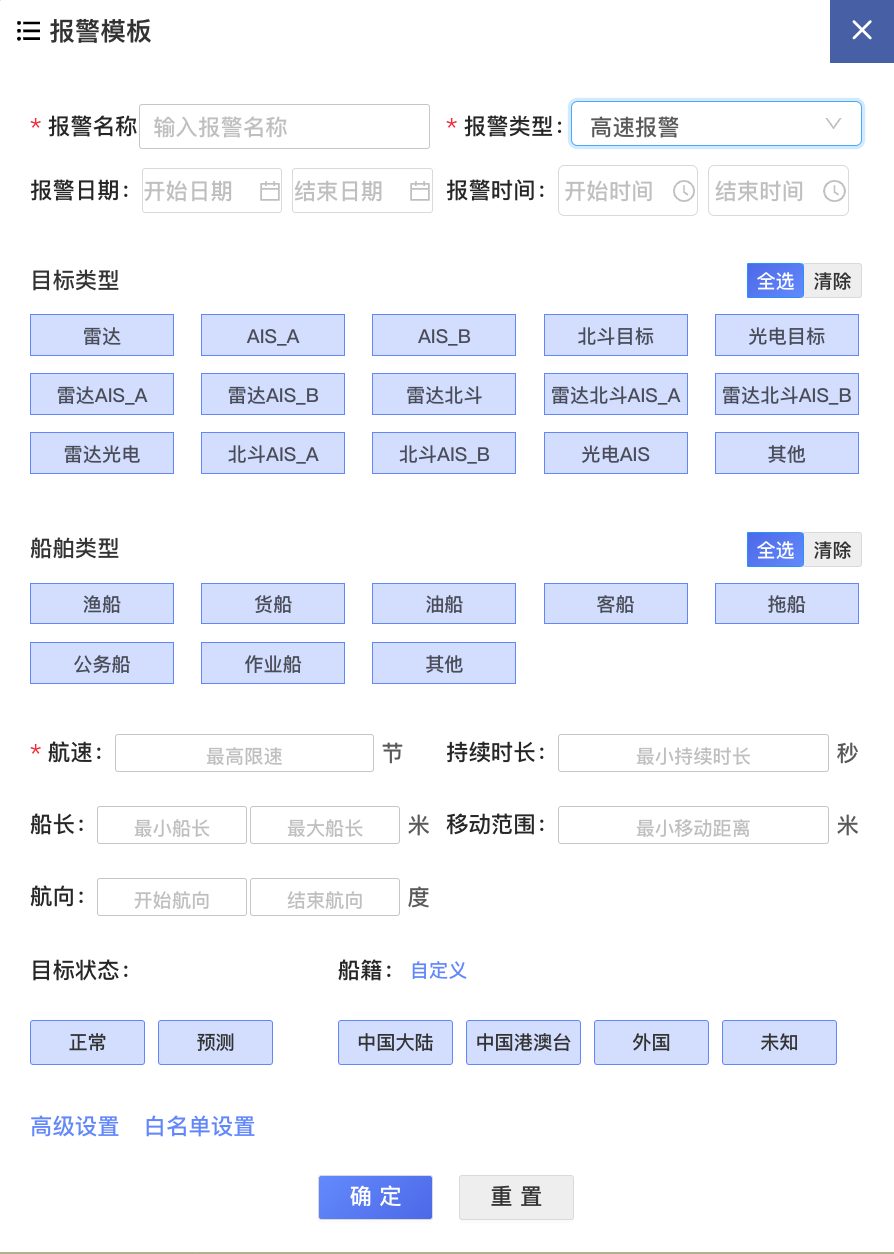 报警模板
* 报警名称 输入报警名称 * 报警类型: 高速报警
报警日期: 开始日期 结束日期 报警时间: 开始时间 结束时间
目标类型 全选 清除
雷达 AIS_A AIS_B 北斗目标 光电目标
雷达AIS_A 雷达AIS_B 雷达北斗 雷达北斗AIS_A 雷达北斗AIS_B
雷达光电 北斗AIS_A 北斗AIS_B 光电AIS 其他
船舶类型 全选 清除
渔船 货船 油船 客船 拖船
公务船 作业船 其他
* 航速: 最高限速 节 持续时长: 最小持续时长 秒
船长: 最小船长 最大船长 米 移动范围: 最小移动距离 米
航向: 开始航向 结束航向 度
目标状态: 船籍: 自定义
正常 预测 中国大陆 中国港澳台 外国 未知
高级设置 白名单设置
确定 重置